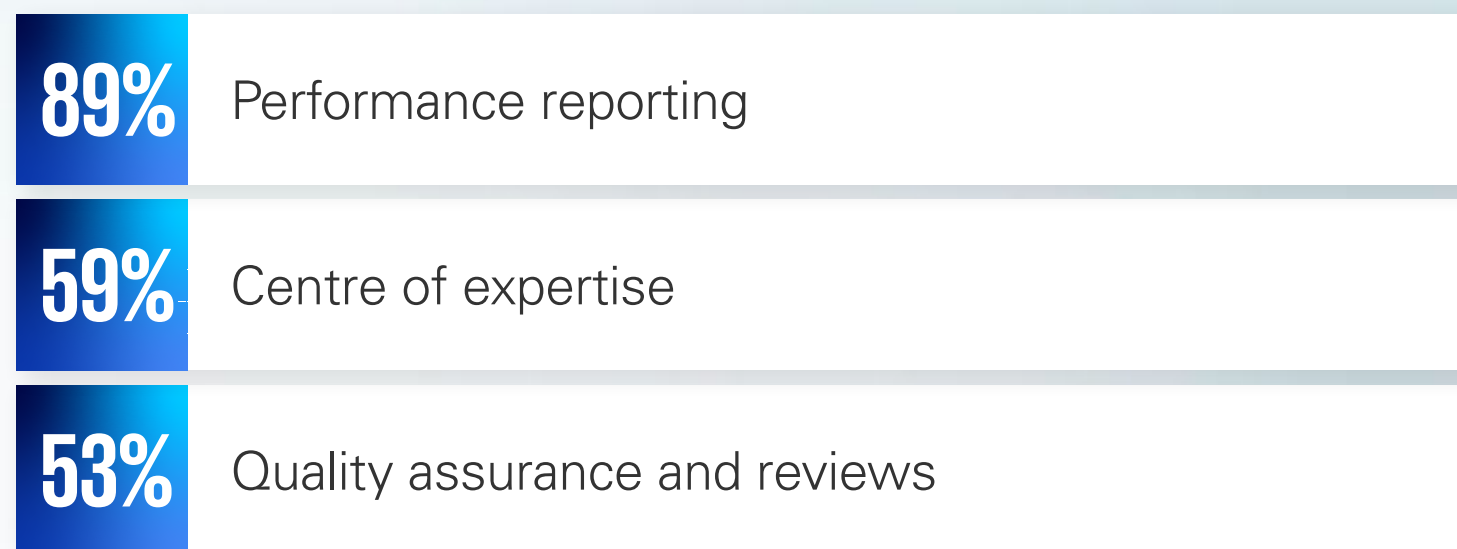 89% Performance reporting
59% Centre of expertise
53% Quality assurance and reviews